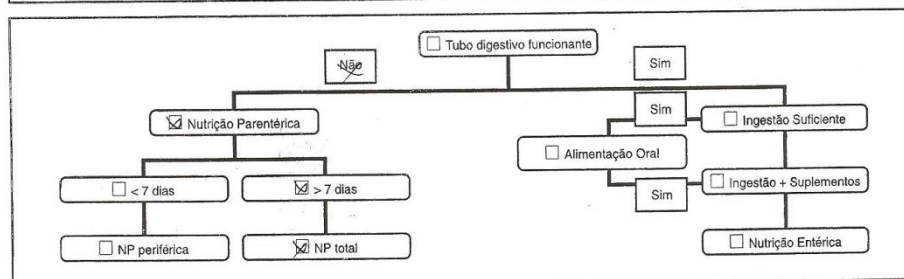 ☐ Tubo digestivo funcionante
Não
Sim
☑ Nutrição Parentérica
Sim
☐ Ingestão Suficiente
☐ Alimentação Oral
☐ < 7 dias
☑ > 7 dias
Sim
☐ Ingestão + Suplementos
☐ NP periférica
☑ NP total
☐ Nutrição Entérica